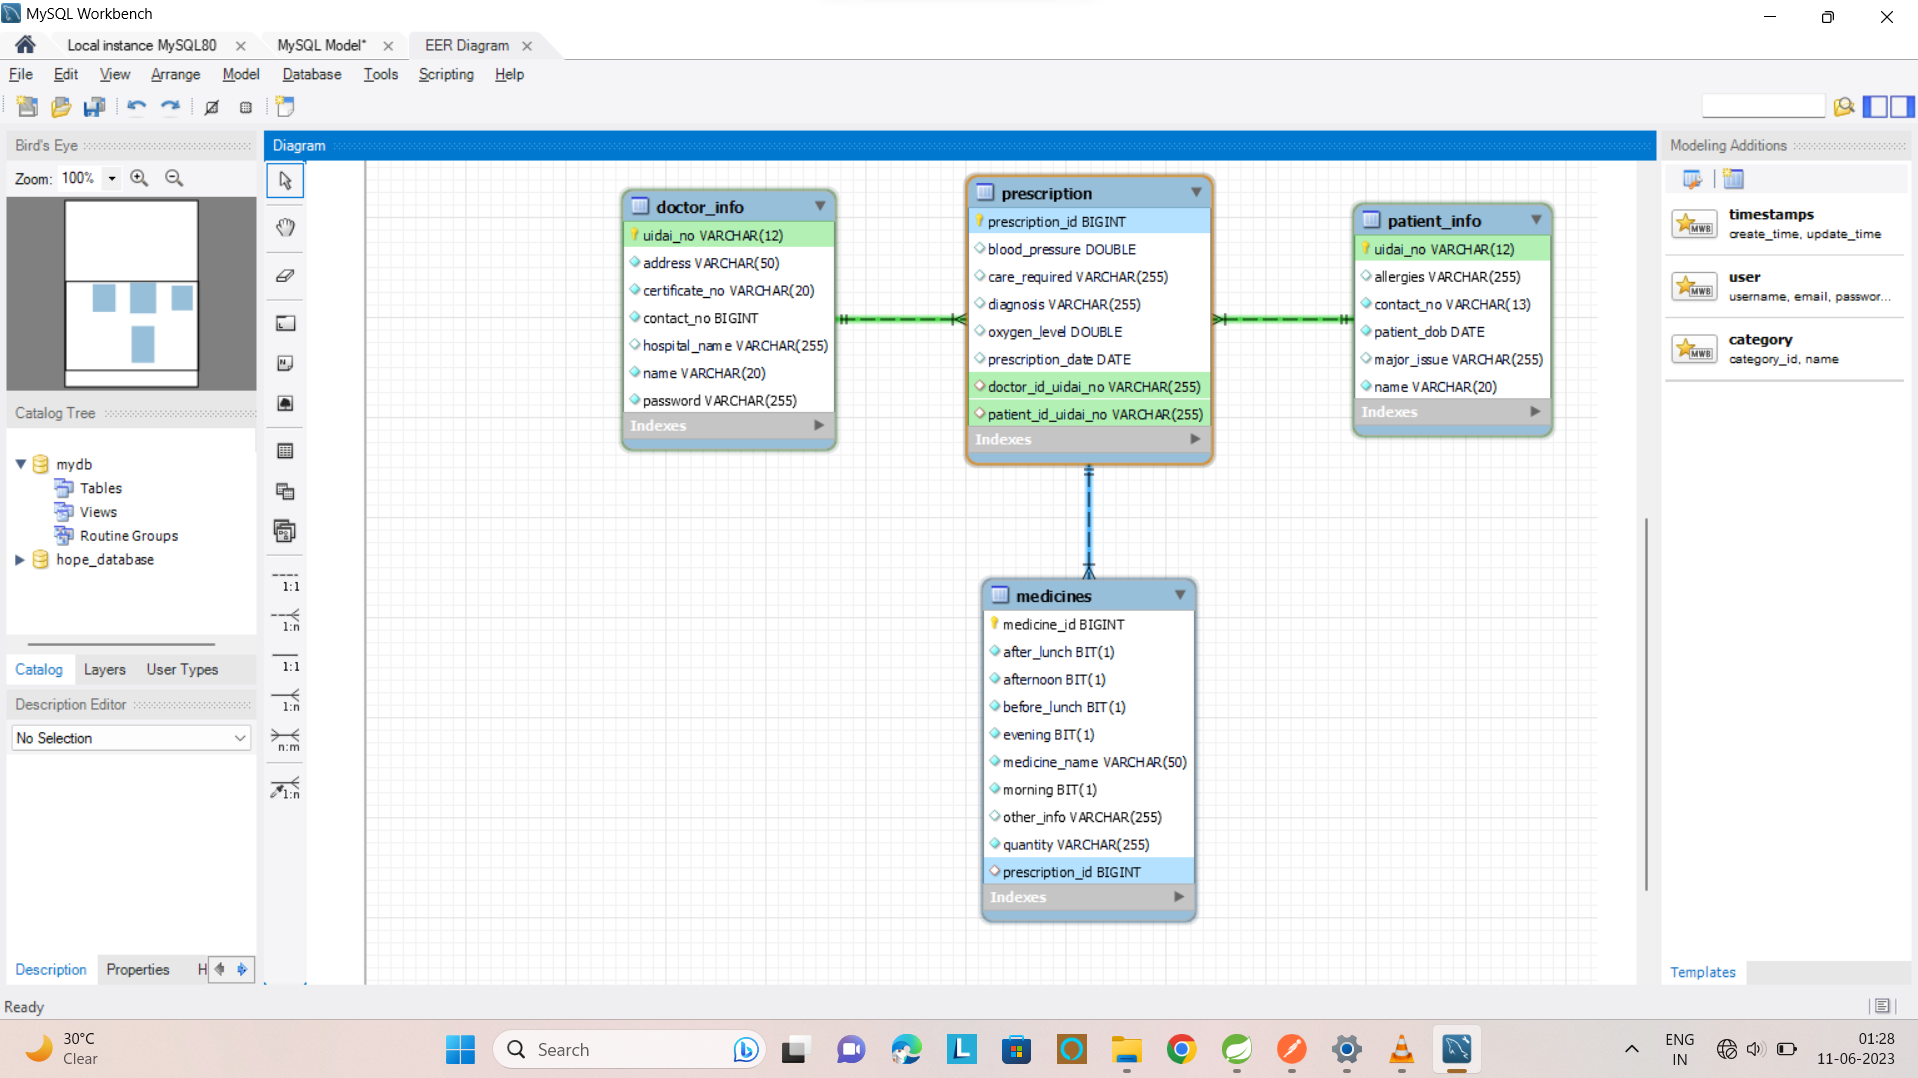 MySQL Workbench
Local instance MySQL80
MySQL Model*
EER Diagram
File Edit View Arrange Model Database Tools Scripting Help
Bird's Eye
Zoom: 100%
Catalog Tree
mydb
Tables
Views
Routine Groups
hope_database
Catalog Layers User Types
Description Editor
No Selection
Description Properties H
Ready
1:1
1:n
1:1
1:n
n:m
1:n
Diagram
doctor_info
uidai_no VARCHAR(12)
address VARCHAR(50)
certificate_no VARCHAR(20)
contact_no BIGINT
hospital_name VARCHAR(255)
name VARCHAR(20)
password VARCHAR(255)
Indexes
prescription
prescription_id BIGINT
blood_pressure DOUBLE
care_required VARCHAR(255)
diagnosis VARCHAR(255)
oxygen_level DOUBLE
prescription_date DATE
doctor_id_uidai_no VARCHAR(255)
patient_id_uidai_no VARCHAR(255)
Indexes
patient_info
uidai_no VARCHAR(12)
allergies VARCHAR(255)
contact_no VARCHAR(13)
patient_dob DATE
major_issue VARCHAR(255)
name VARCHAR(20)
Indexes
medicines
medicine_id BIGINT
after_lunch BIT(1)
afternoon BIT(1)
before_lunch BIT(1)
evening BIT(1)
medicine_name VARCHAR(50)
morning BIT(1)
other_info VARCHAR(255)
quantity VARCHAR(255)
prescription_id BIGINT
Indexes
Modeling Additions
MWB
timestamps
create_time, update_time
MWB
user
username, email, passwor...
MWB
category
category_id, name
Templates
30°C
Clear
Search
L
ENG
IN
01:28
11-06-2023